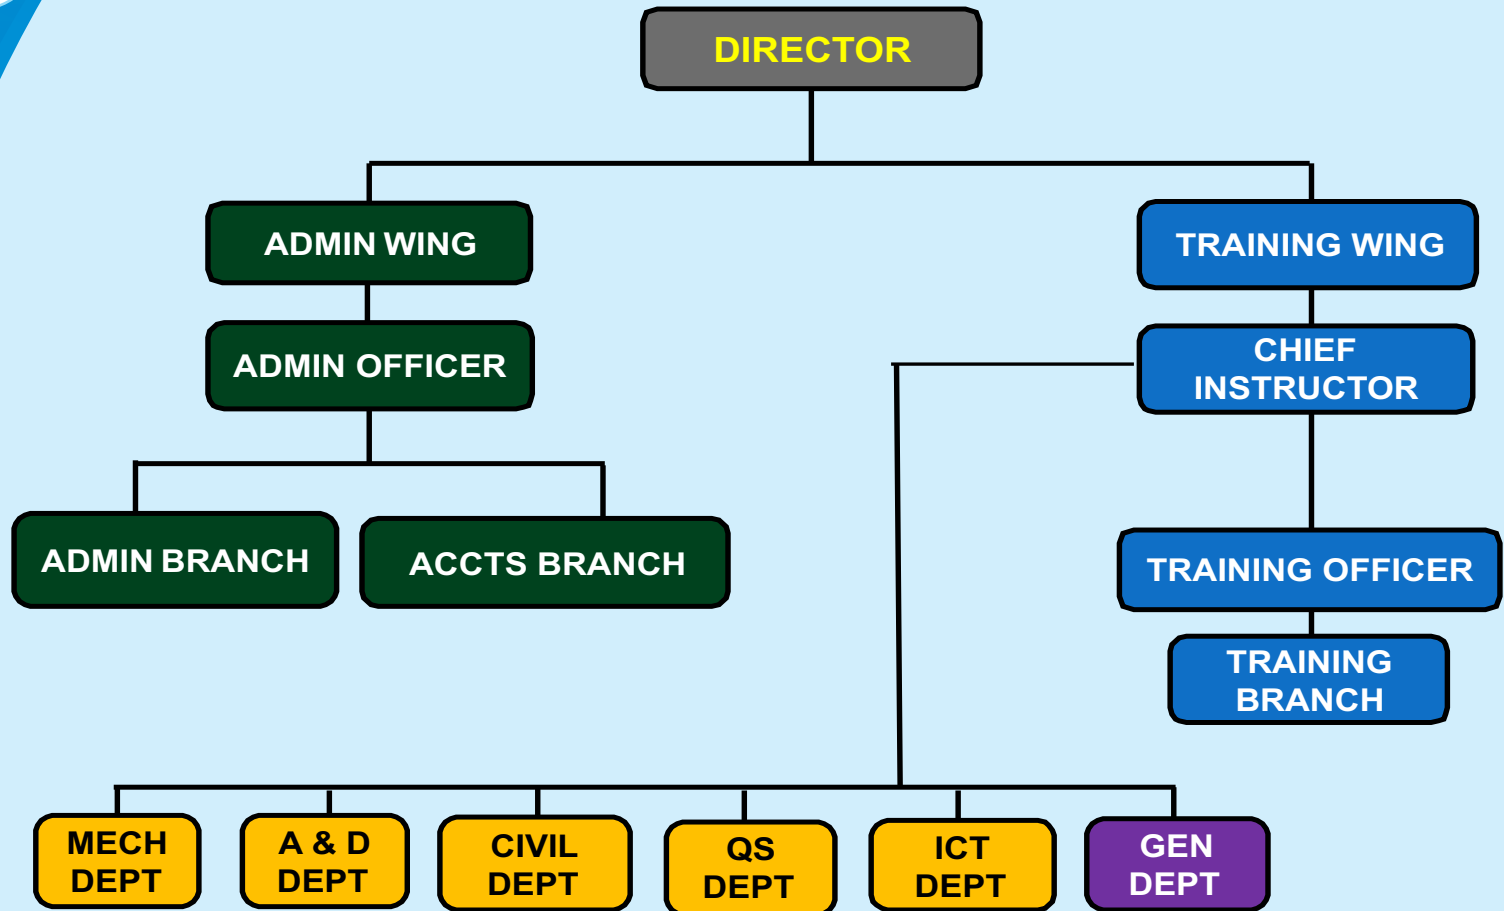 DIRECTOR
ADMIN WING
TRAINING WING
ADMIN OFFICER
CHIEF
INSTRUCTOR
ADMIN BRANCH
ACCTS BRANCH
TRAINING OFFICER
TRAINING
BRANCH
MECH
DEPT
A & D
DEPT
CIVIL
DEPT
QS
DEPT
ICT
DEPT
GEN
DEPT